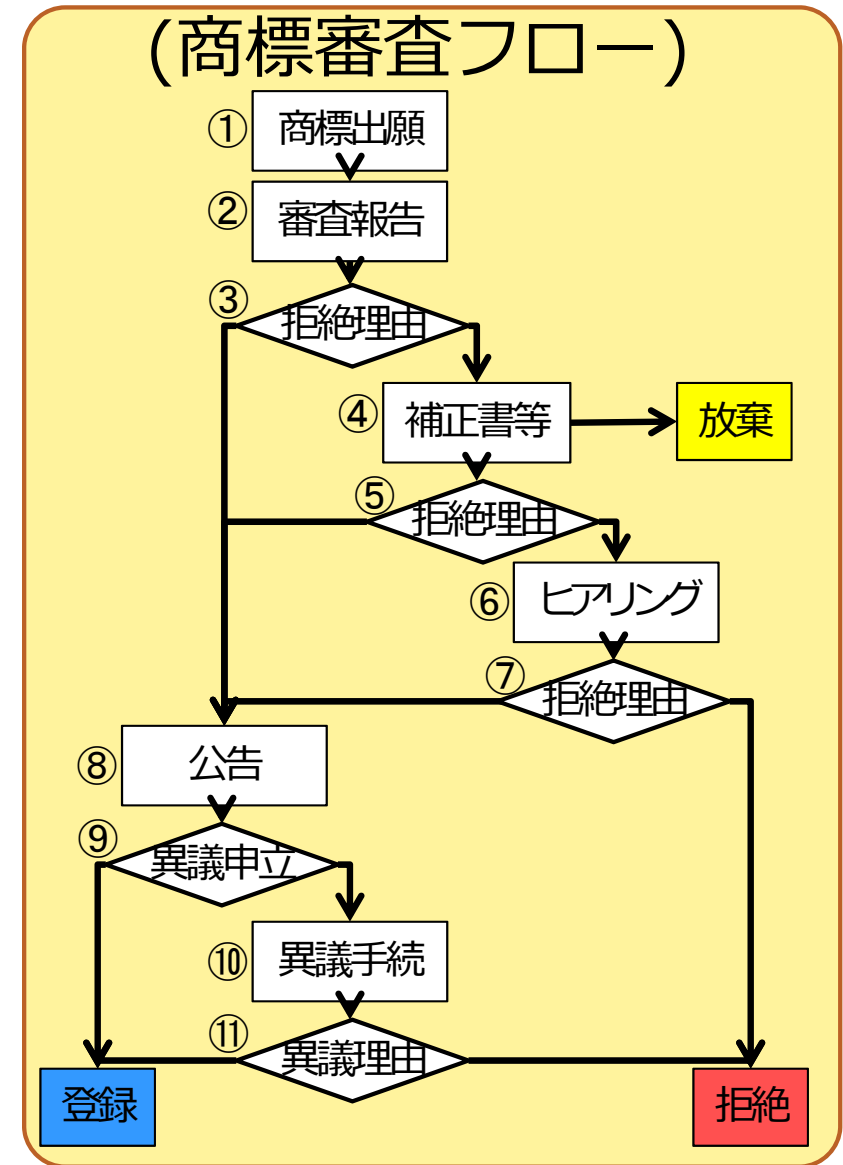 (商標審査フロー)
① 商標出願
② 審査報告
③ 拒絶理由
④ 補正書等
放棄
⑤ 拒絶理由
⑥ ヒアリング
⑦ 拒絶理由
⑧ 公告
⑨ 異議申立
⑩ 異議手続
⑪ 異議理由
登録
拒絶